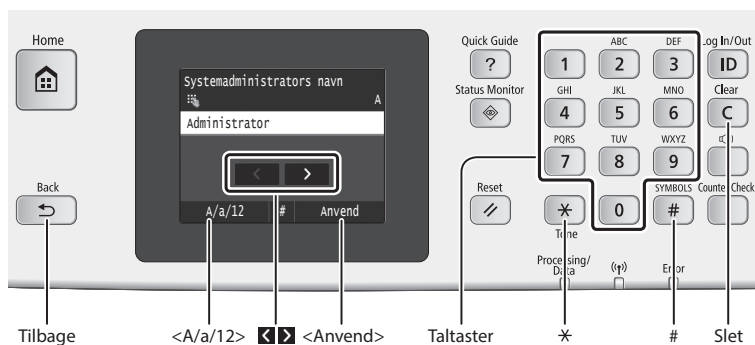 Home
Quick Guide
ABC
DEF
Log In/Out
?
1
2
3
ID
Systemadministrators navn
A
Administrator
Status Monitor
GHI
JKL
MNO
Clear
4
5
6
C
PQRS
TUV
WXYZ
7
8
9
< >
Back
Reset
SYMBOLS
Counter Check
A/a/12 # Anvend
0
#
Tone
Processing/
Data
Error
Tilbage
<A/a/12>
< >
<Anvend>
Taltaster
#
Slet